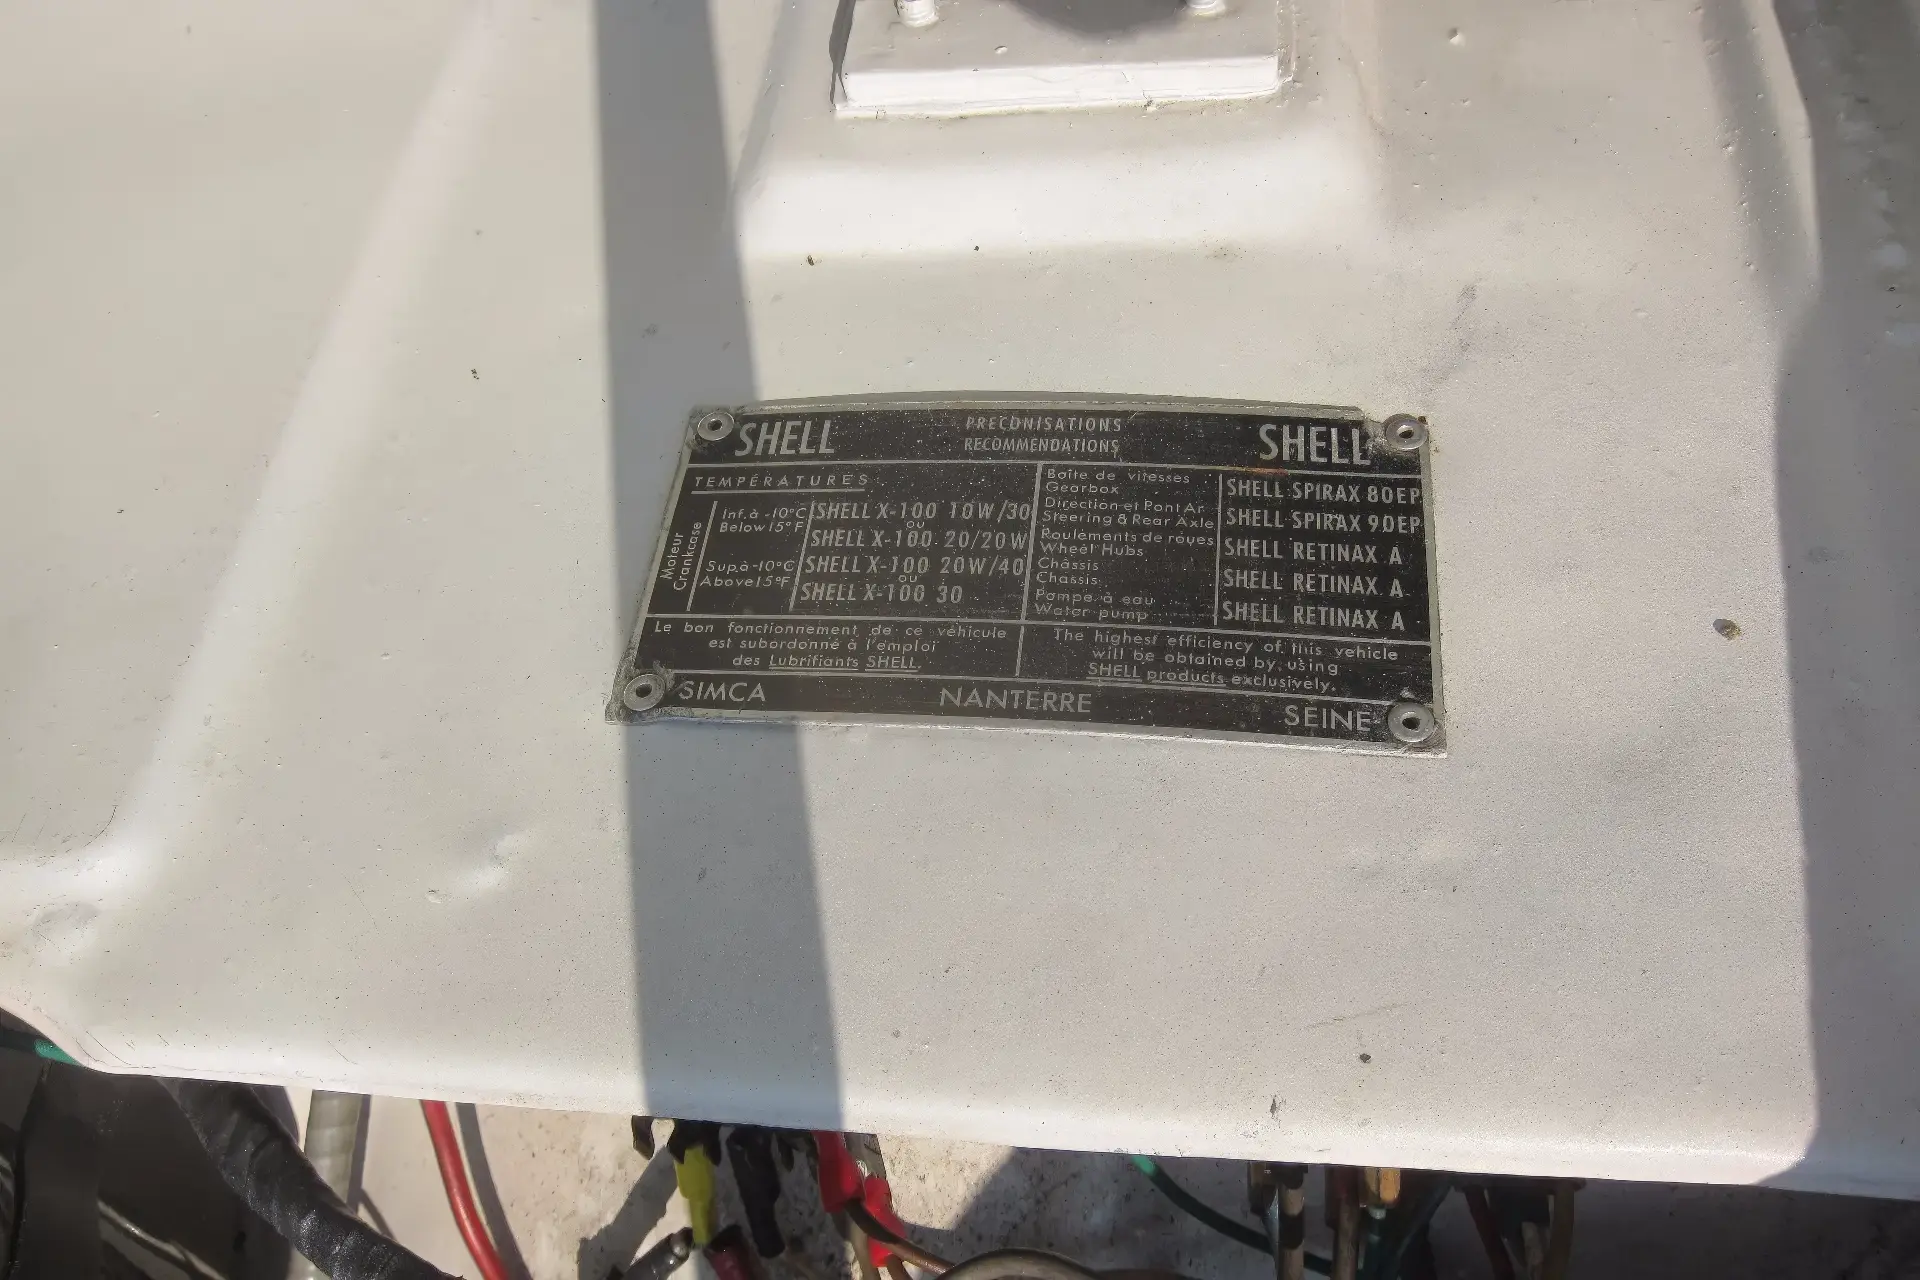 SHELL PRECONISATIONS SHELL
RECOMMENDATIONS
TEMPÉRATURES
Moteur
Crankcase
Inf. à -10°C
Below 15°F
SHELL X-100 10W/30
ou
SHELL X-100 20/20W
Sup. à -10°C
Above 15°F
SHELL X-100 20W/40
ou
SHELL X-100 30
Boîte de vitesses
Gearbox
SHELL SPIRAX 80EP
Direction et Pont Ar
Steering & Rear Axle
SHELL SPIRAX 90EP
Roulements de roues
Wheel Hubs
SHELL RETINAX A
Châssis
Chassis
SHELL RETINAX A
Pompe à eau
Water pump
SHELL RETINAX A
Le bon fonctionnement de ce véhicule
est subordonné à l'emploi
des Lubrifiants SHELL.
The highest efficiency of this vehicle
will be obtained by using
SHELL products exclusively.
SIMCA NANTERRE SEINE